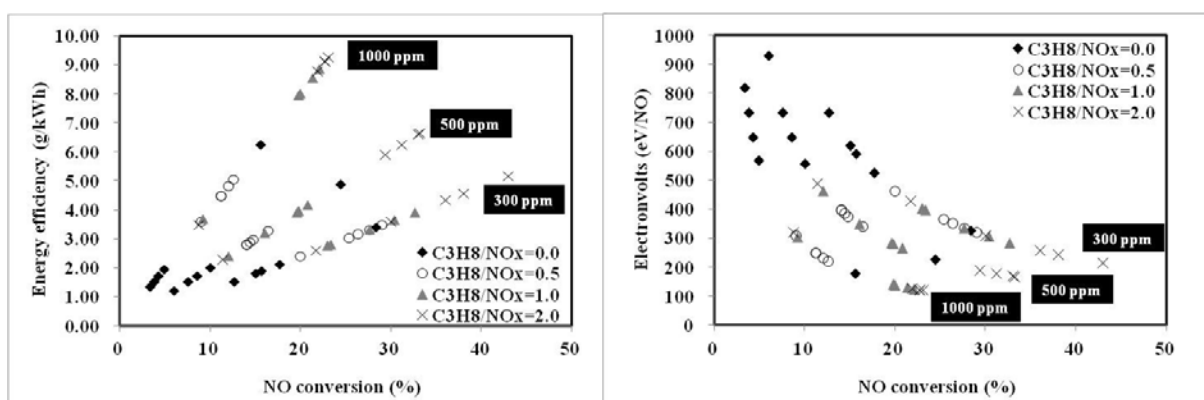 10.00
9.00
8.00
7.00
6.00
5.00
4.00
3.00
2.00
1.00
0.00
Energy efficiency (g/kWh)
1000 ppm
500 ppm
300 ppm
C3H8/NOx=0.0
C3H8/NOx=0.5
C3H8/NOx=1.0
C3H8/NOx=2.0
0 10 20 30 40 50
NO conversion (%)
1000
900
800
700
600
500
400
300
200
100
0
Electronvolts (eV/NO)
C3H8/NOx=0.0
C3H8/NOx=0.5
C3H8/NOx=1.0
C3H8/NOx=2.0
300 ppm
500 ppm
1000 ppm
0 10 20 30 40 50
NO conversion (%)